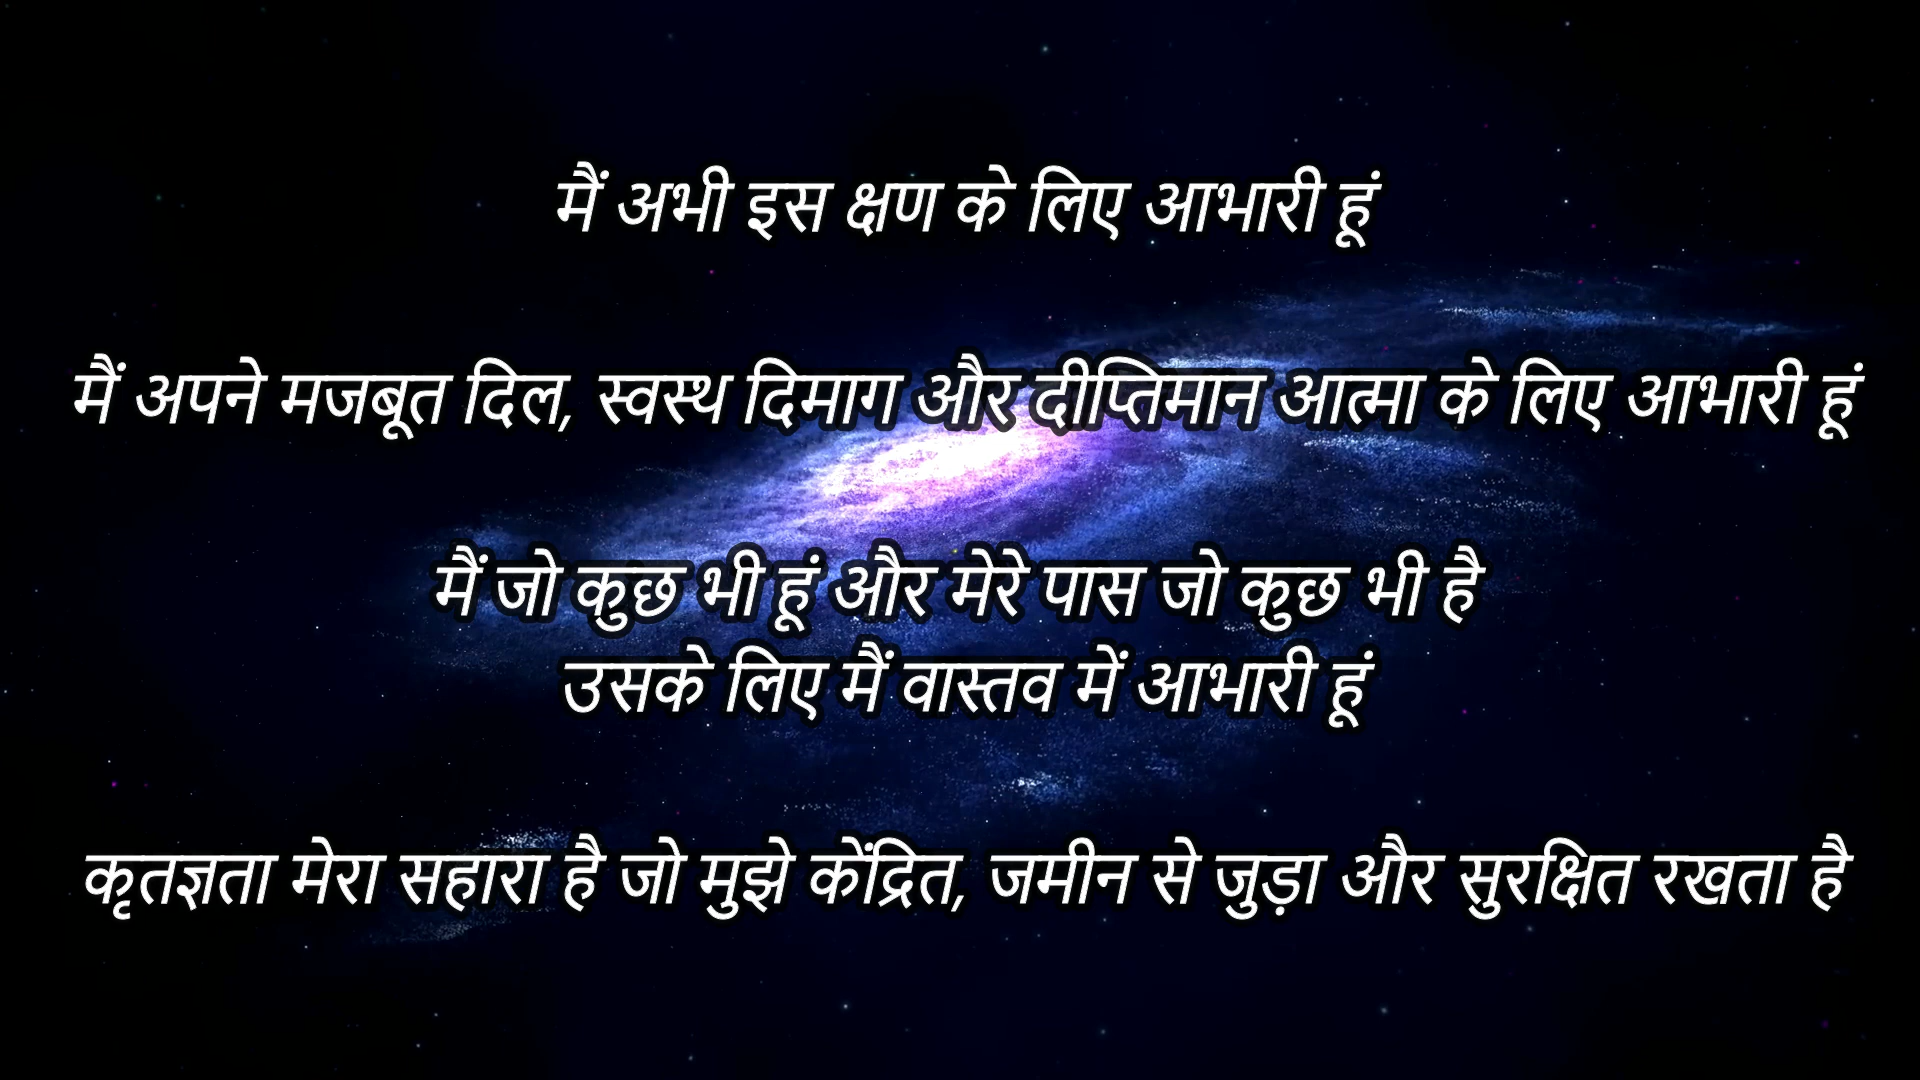 मैं अभी इस क्षण के लिए आभारी हूं
मैं अपने मजबूत दिल, स्वस्थ दिमाग और दीप्तिमान आत्मा के लिए आभारी हूं
मैं जो कुछ भी हूं और मेरे पास जो कुछ भी है
उसके लिए मैं वास्तव में आभारी हूं
कृतज्ञता मेरा सहारा है जो मुझे केंद्रित, जमीन से जुड़ा और सुरक्षित रखता है